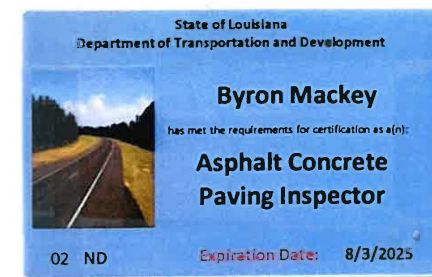 State of Louisiana
Department of Transportation and Development
Byron Mackey
has met the requirements for certification as a(n):
Asphalt Concrete
Paving Inspector
02 ND Expiration Date: 8/3/2025